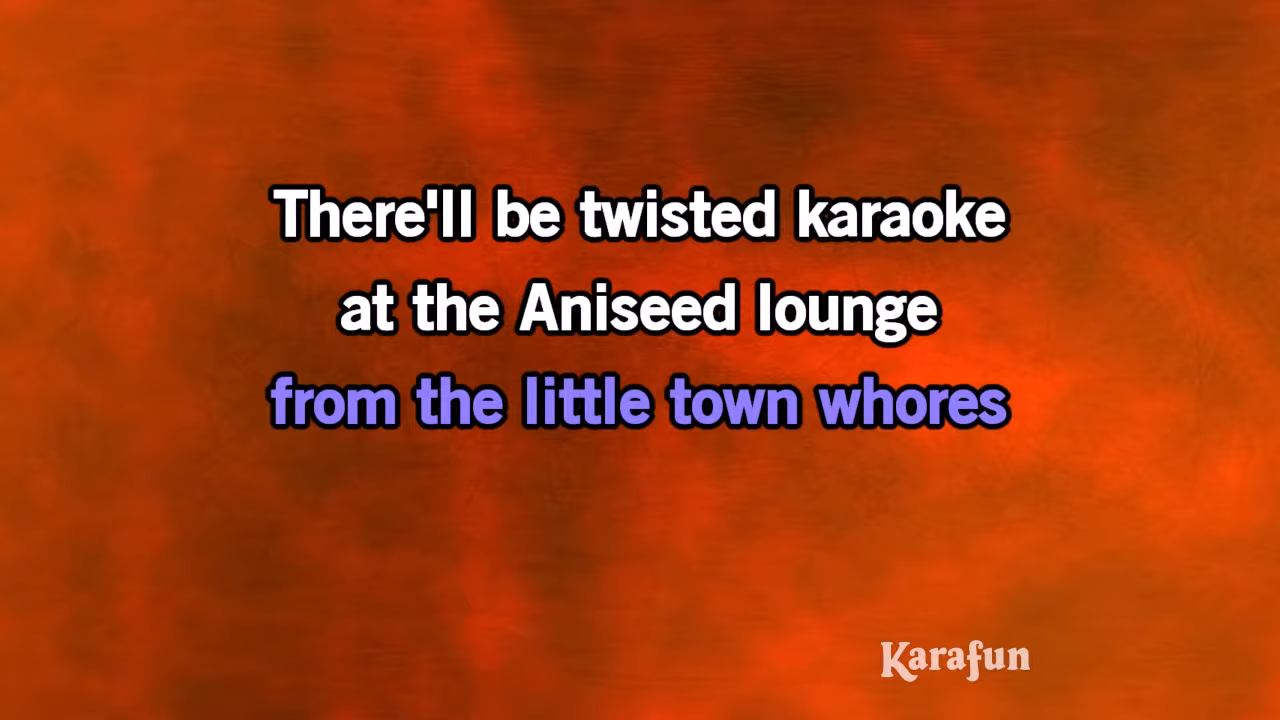 There'll be twisted karaoke
at the Aniseed lounge
from the little town whores
Karafun